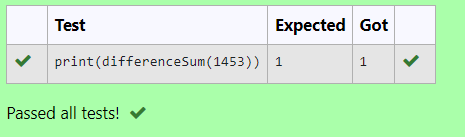 Test Expected Got
print(differenceSum(1453)) 1 1
Passed all tests!